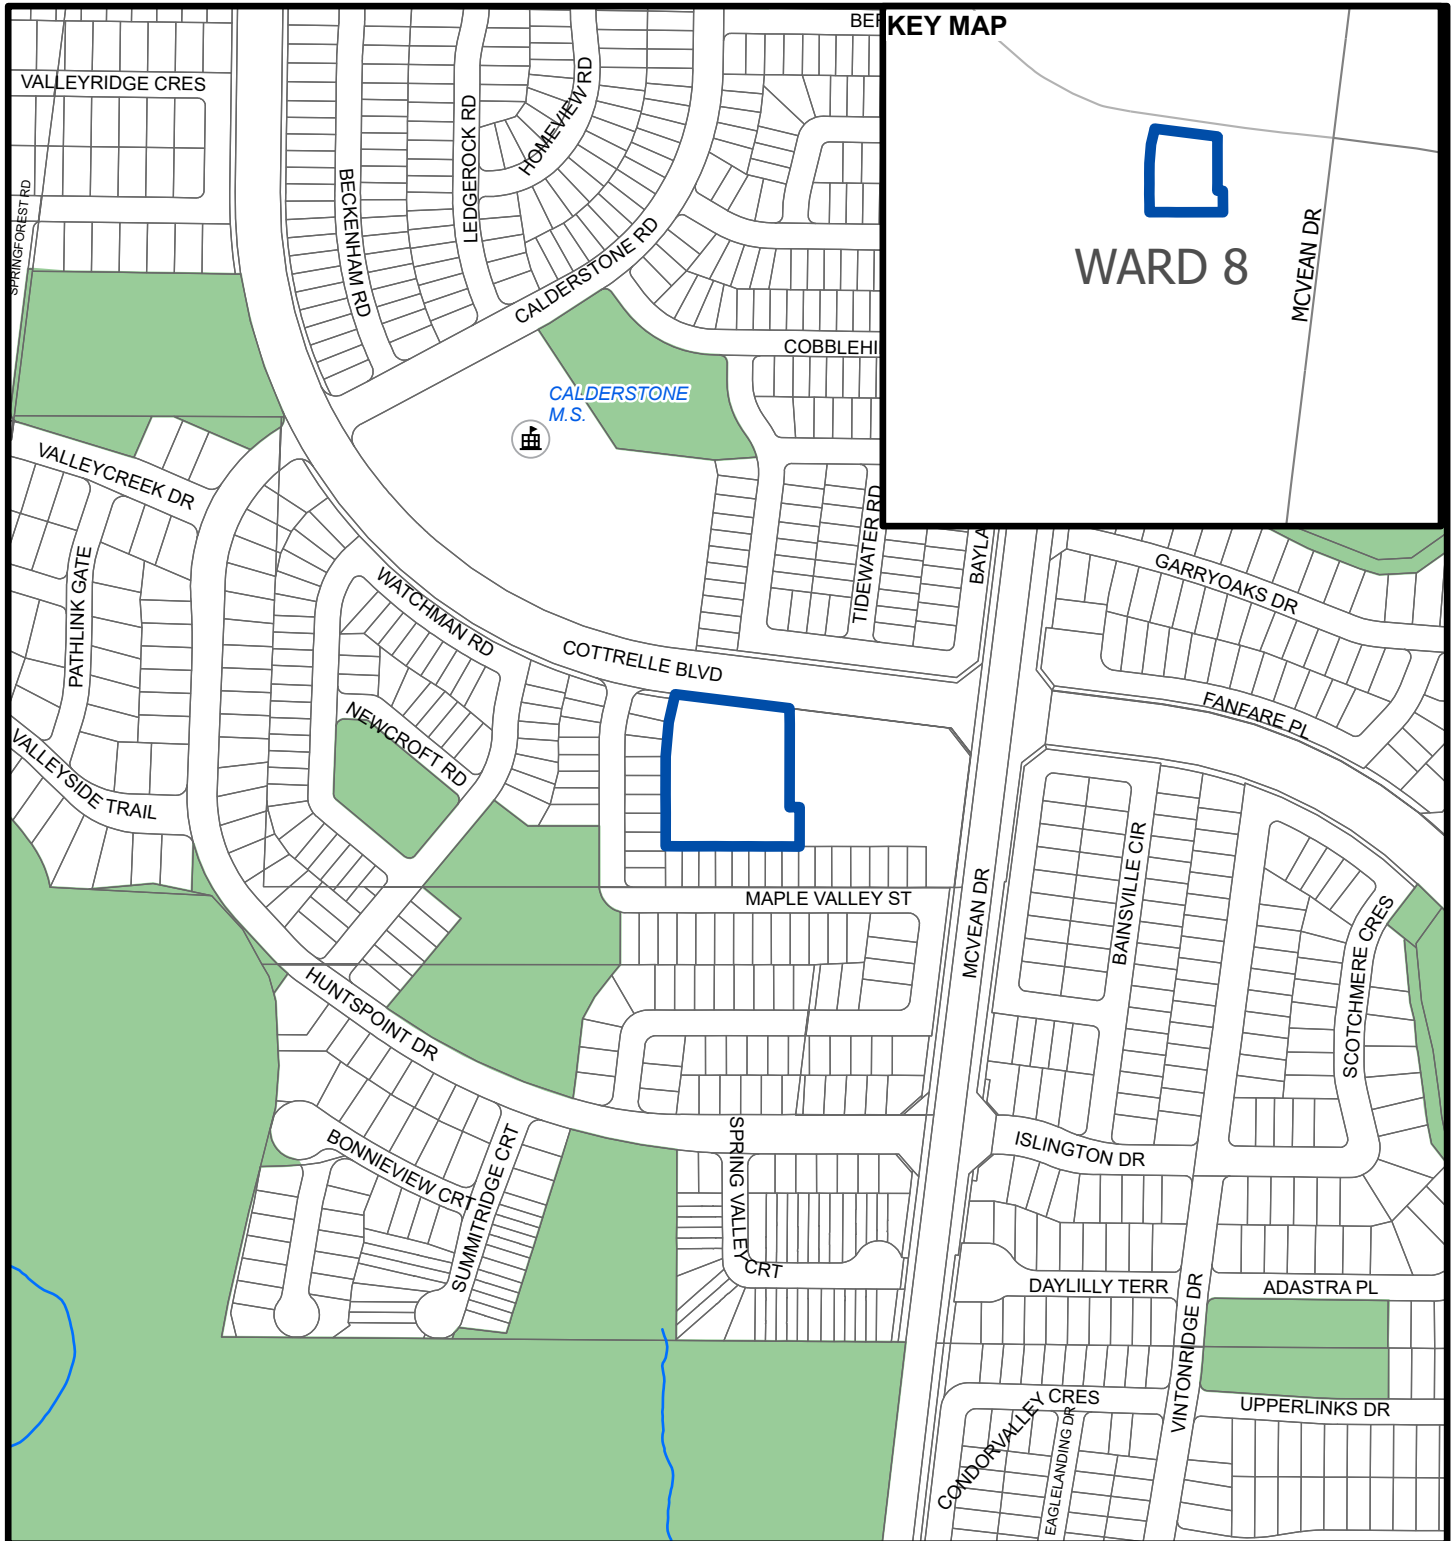 BER
KEY MAP
VALLEYRIDGE CRES
HOMEVIEW RD
LEDGEROCK RD
BECKENHAM RD
SPRINGFOREST RD
CALDERSTONE RD
WARD 8
MCVEAN DR
COBBLEHI
CALDERSTONE
M.S.
VALLEYCREEK DR
TIDEWATER RD
BAYLA
GARRYOAKS DR
PATHLINK GATE
WATCHMAN RD
COTTRELLE BLVD
FANFARE PL
NEWCROFT RD
VALLEYSIDE TRAIL
BAINSVILLE CIR
MAPLE VALLEY ST
MCVEAN DR
SCOTCHMERE CRES
HUNTSPOINT DR
SPRING VALLEY
CRT
ISLINGTON DR
BONNIEVIEW CRT
SUMMITRIDGE CRT
DAYLILLY TERR
ADASTRA PL
VINTONRIDGE DR
CONDORVALLEY CRES
UPPERLINKS DR
EAGLELANDING DR